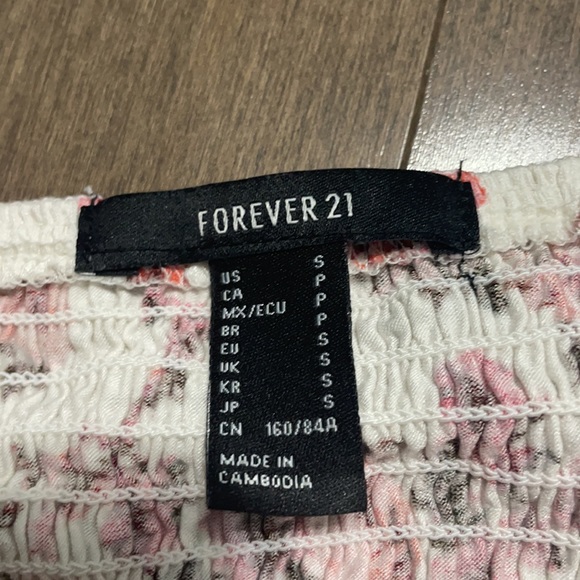 FOREVER 21
US S
CA P
MX/ECU P
BR P
EU S
UK S
KR S
JP S
CN 160/84A
MADE IN
CAMBODIA